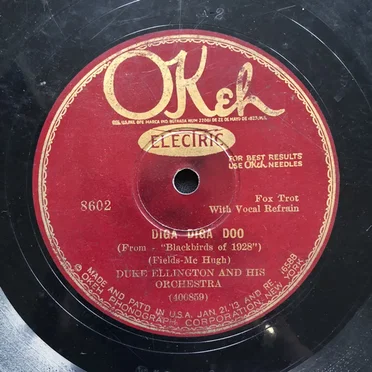 OKeh
ELECTRIC
FOR BEST RESULTS
USE OKeh NEEDLES
8602
Fox Trot
With Vocal Refrain
DIGA DIGA DOO
(From - "Blackbirds of 1928")
(Fields-Mc Hugh)
DUKE ELLINGTON AND HIS
ORCHESTRA
(400859)
MADE AND PAT'D IN U.S.A. JAN. 21, '13 AND RE. 16588
OKEH PHONOGRAPH CORPORATION, NEW YORK